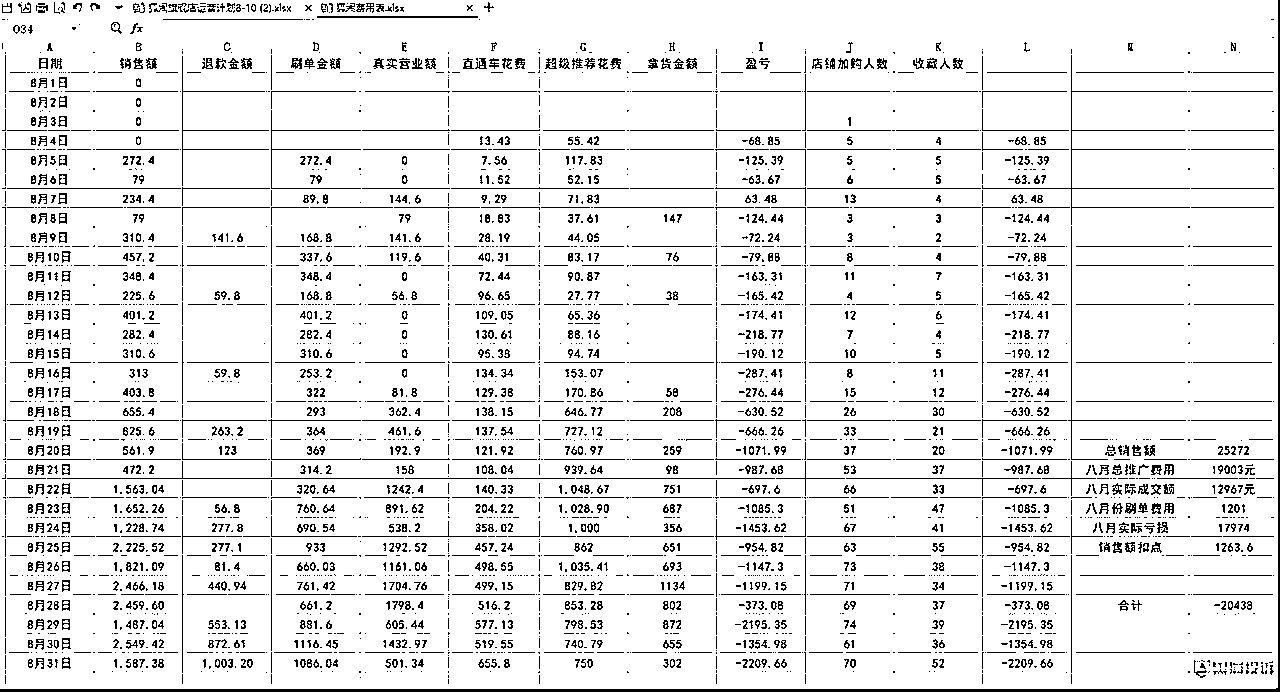 034 fx
A B C D E F G H I J K L M N
日期 销售额 退款金额 刷单金额 真实营业额 直通车花费 超级推荐花费 拿货金额 盈亏 店铺加购人数 收藏人数
8月1日 0
8月2日 0
8月3日 0 1
8月4日 0 13.43 55.42 -68.85 5 4 -68.85
8月5日 272.4 272.4 0 7.56 117.83 -125.39 5 5 -125.39
8月6日 79 79 0 11.52 52.15 -63.67 6 5 -63.67
8月7日 234.4 89.8 144.6 9.29 71.83 63.48 13 4 63.48
8月8日 79 79 18.83 37.61 147 -124.44 3 3 -124.44
8月9日 310.4 141.6 168.8 141.6 28.19 44.05 -72.24 3 2 -72.24
8月10日 457.2 337.6 119.6 40.31 83.17 76 -79.88 8 4 -79.88
8月11日 348.4 348.4 0 72.44 90.87 -163.31 11 7 -163.31
8月12日 225.6 59.8 168.8 56.8 96.65 27.77 38 -165.42 4 5 -165.42
8月13日 401.2 401.2 0 109.05 65.36 -174.41 12 6 -174.41
8月14日 282.4 282.4 0 130.61 88.16 -218.77 7 4 -218.77
8月15日 310.6 310.6 0 95.38 94.74 -190.12 10 5 -190.12
8月16日 313 59.8 253.2 0 134.34 153.07 -287.41 8 11 -287.41
8月17日 403.8 322 81.8 129.38 170.86 58 -276.44 15 12 -276.44
8月18日 655.4 293 362.4 138.15 646.77 208 -630.52 26 30 -630.52
8月19日 825.6 263.2 364 461.6 137.54 777.12 -666.26 33 21 -666.26
8月20日 561.9 123 369 192.9 121.92 760.97 259 -1071.99 37 20 -1071.99 总销售额 25272
8月21日 472.2 314.2 158 108.04 939.64 98 -987.68 53 37 -987.68 八月总推广费用 19003元
8月22日 1,563.04 320.64 1242.4 140.33 1,048.67 751 -697.6 66 33 -697.6 八月实际成交额 12967元
8月23日 1,652.26 56.8 760.64 891.62 204.22 1,028.90 687 -1085.3 51 47 -1085.3 八月份刷单费用 1201
8月24日 1,228.74 277.8 690.54 538.2 358.02 1,000 356 -1453.62 67 41 -1453.62 八月实际亏损 17974
8月25日 2,225.52 277.1 933 1292.52 457.24 862 651 -954.82 63 55 -954.82 销售额扣点 1263.6
8月26日 1,821.09 81.4 660.03 1161.06 498.55 1,035.41 693 -1147.3 73 38 -1147.3
8月27日 2,466.18 440.94 761.42 1704.76 499.15 829.82 1134 -1199.15 71 34 -1199.15
8月28日 2,459.60 661.2 1798.4 516.2 853.28 802 -373.08 69 37 -373.08 合计 -20438
8月29日 1,487.04 553.13 881.6 605.44 577.13 798.53 872 -2195.35 74 39 -2195.35
8月30日 2,549.42 872.61 1116.45 1432.97 519.55 740.79 655 -1354.98 61 36 -1354.98
8月31日 1,587.38 1,003.20 1086.04 501.34 655.8 750 302 -2209.66 70 52 -2209.66